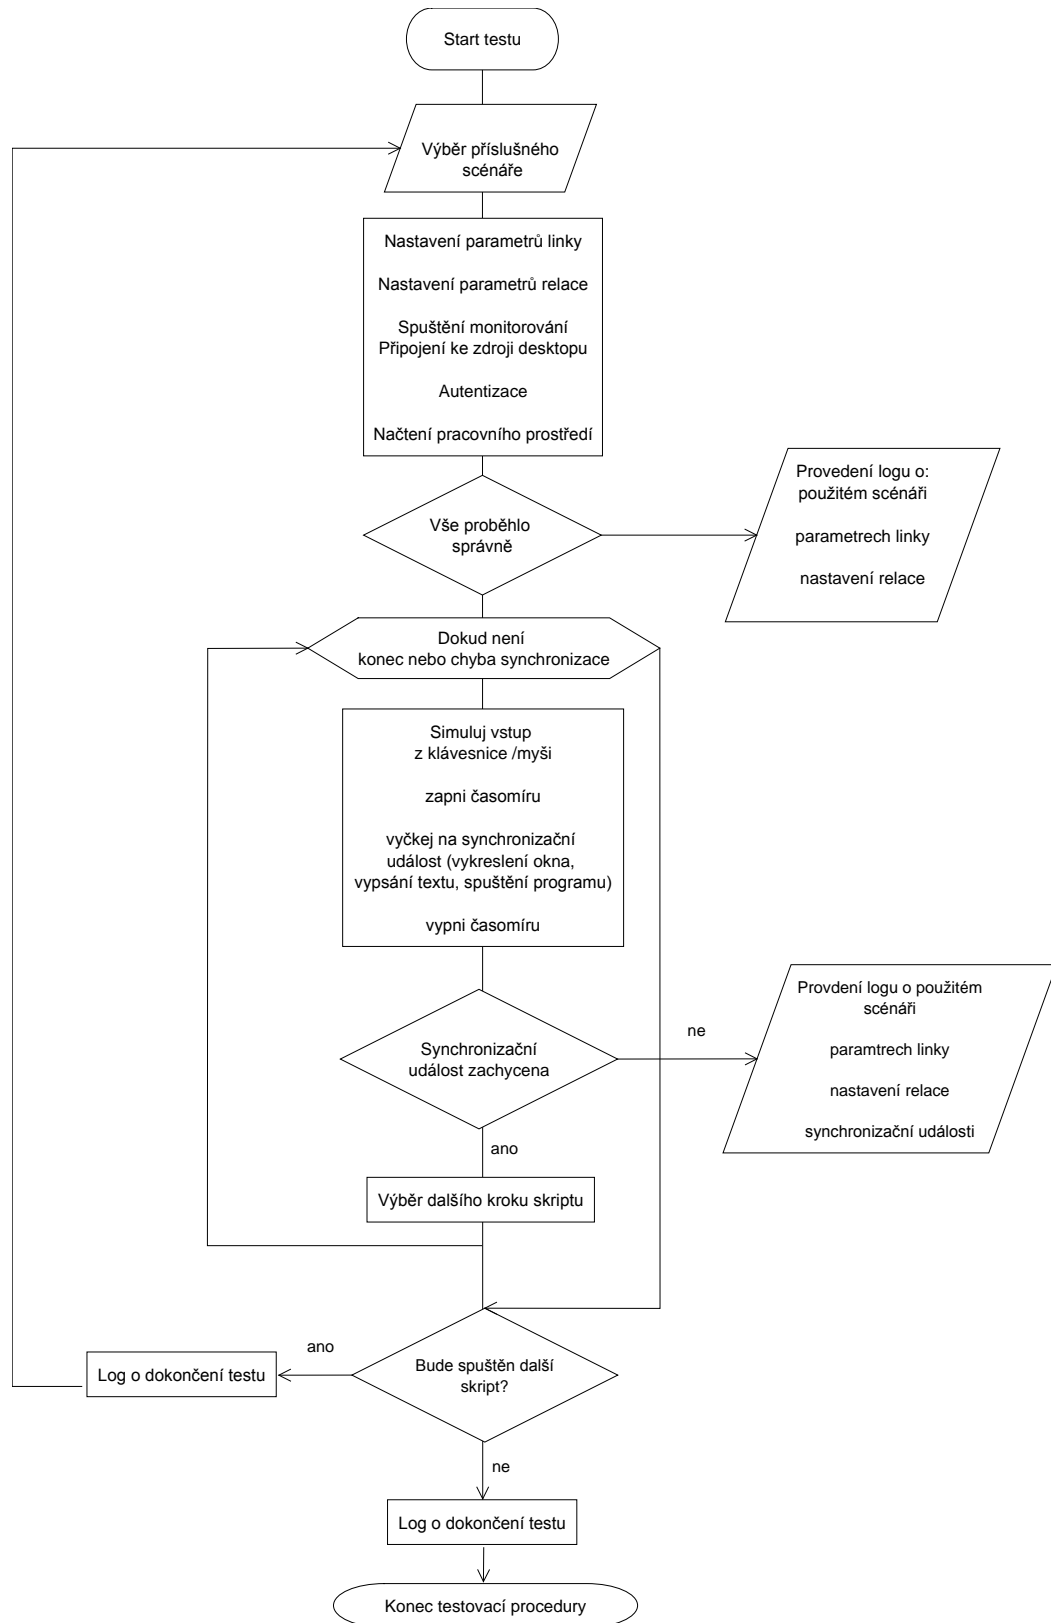 Start testu
Výběr příslušného
scénáře
Nastavení parametrů linky
Nastavení parametrů relace
Spuštění monitorování
Připojení ke zdroji desktopu
Autentizace
Načtení pracovního prostředí
Vše proběhlo
správně
Provedení logu o:
použitém scénáři
parametrech linky
nastavení relace
Dokud není
konec nebo chyba synchronizace
Simuluj vstup
z klávesnice /myši
zapni časomíru
vyčkej na synchronizační
událost (vykreslení okna,
vypsání textu, spuštění programu)
vypni časomíru
Synchronizační
událost zachycena
ne
Provdení logu o použitém
scénáři
paramtrech linky
nastavení relace
synchronizační události
ano
Výběr dalšího kroku skriptu
Bude spuštěn další
skript?
ano
Log o dokončení testu
ne
Log o dokončení testu
Konec testovací procedury